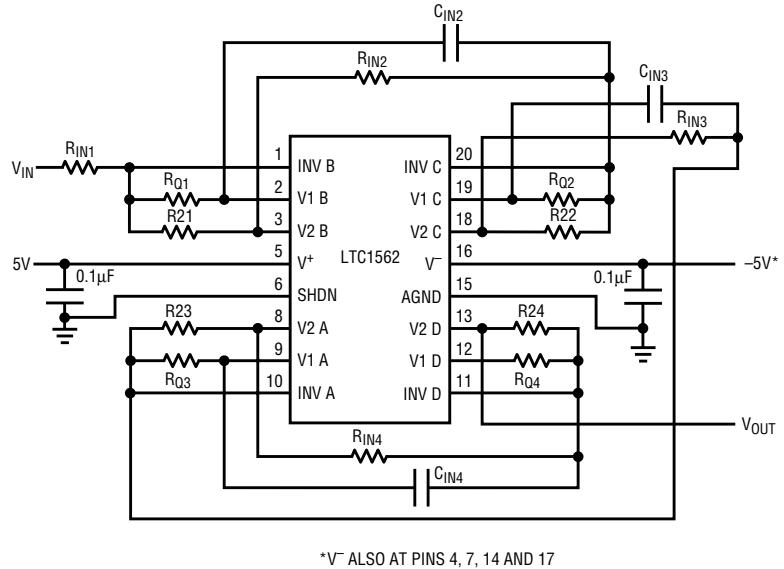 C_IN2
R_IN2
C_IN3
R_IN3
R_IN1
V_IN
1 INV B INV C 20
R_Q1 2 V1 B V1 C 19 R_Q2
R21 3 V2 B V2 C 18 R22
LTC1562
5V 5 V+ V– 16 –5V*
0.1µF 6 SHDN AGND 15 0.1µF
R23 8 V2 A V2 D 13 R24
9 V1 A V1 D 12
R_Q3 10 INV A INV D 11 R_Q4
V_OUT
R_IN4
C_IN4
*V– ALSO AT PINS 4, 7, 14 AND 17